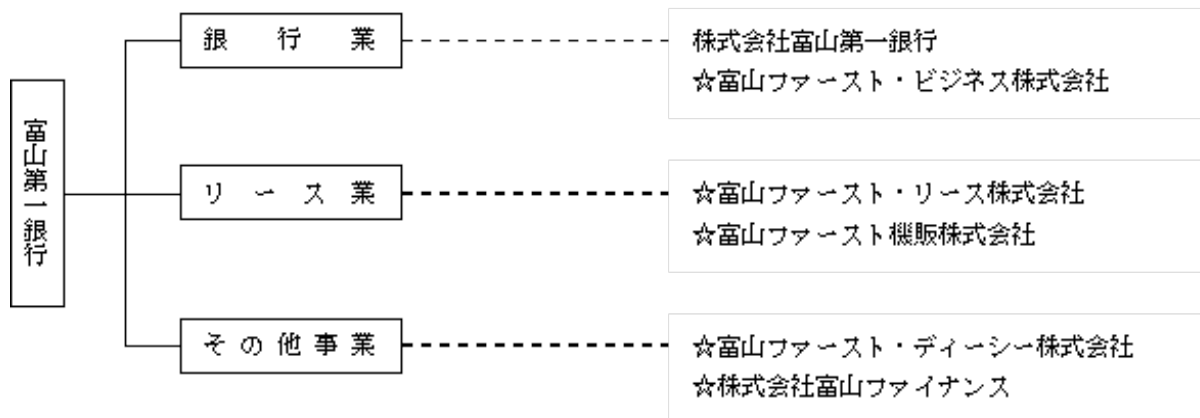 富山第一銀行
銀行業
株式会社富山第一銀行
☆富山ファースト・ビジネス株式会社
リース業
☆富山ファースト・リース株式会社
☆富山ファースト機販株式会社
その他事業
☆富山ファースト・ディーシー株式会社
☆株式会社富山ファイナンス